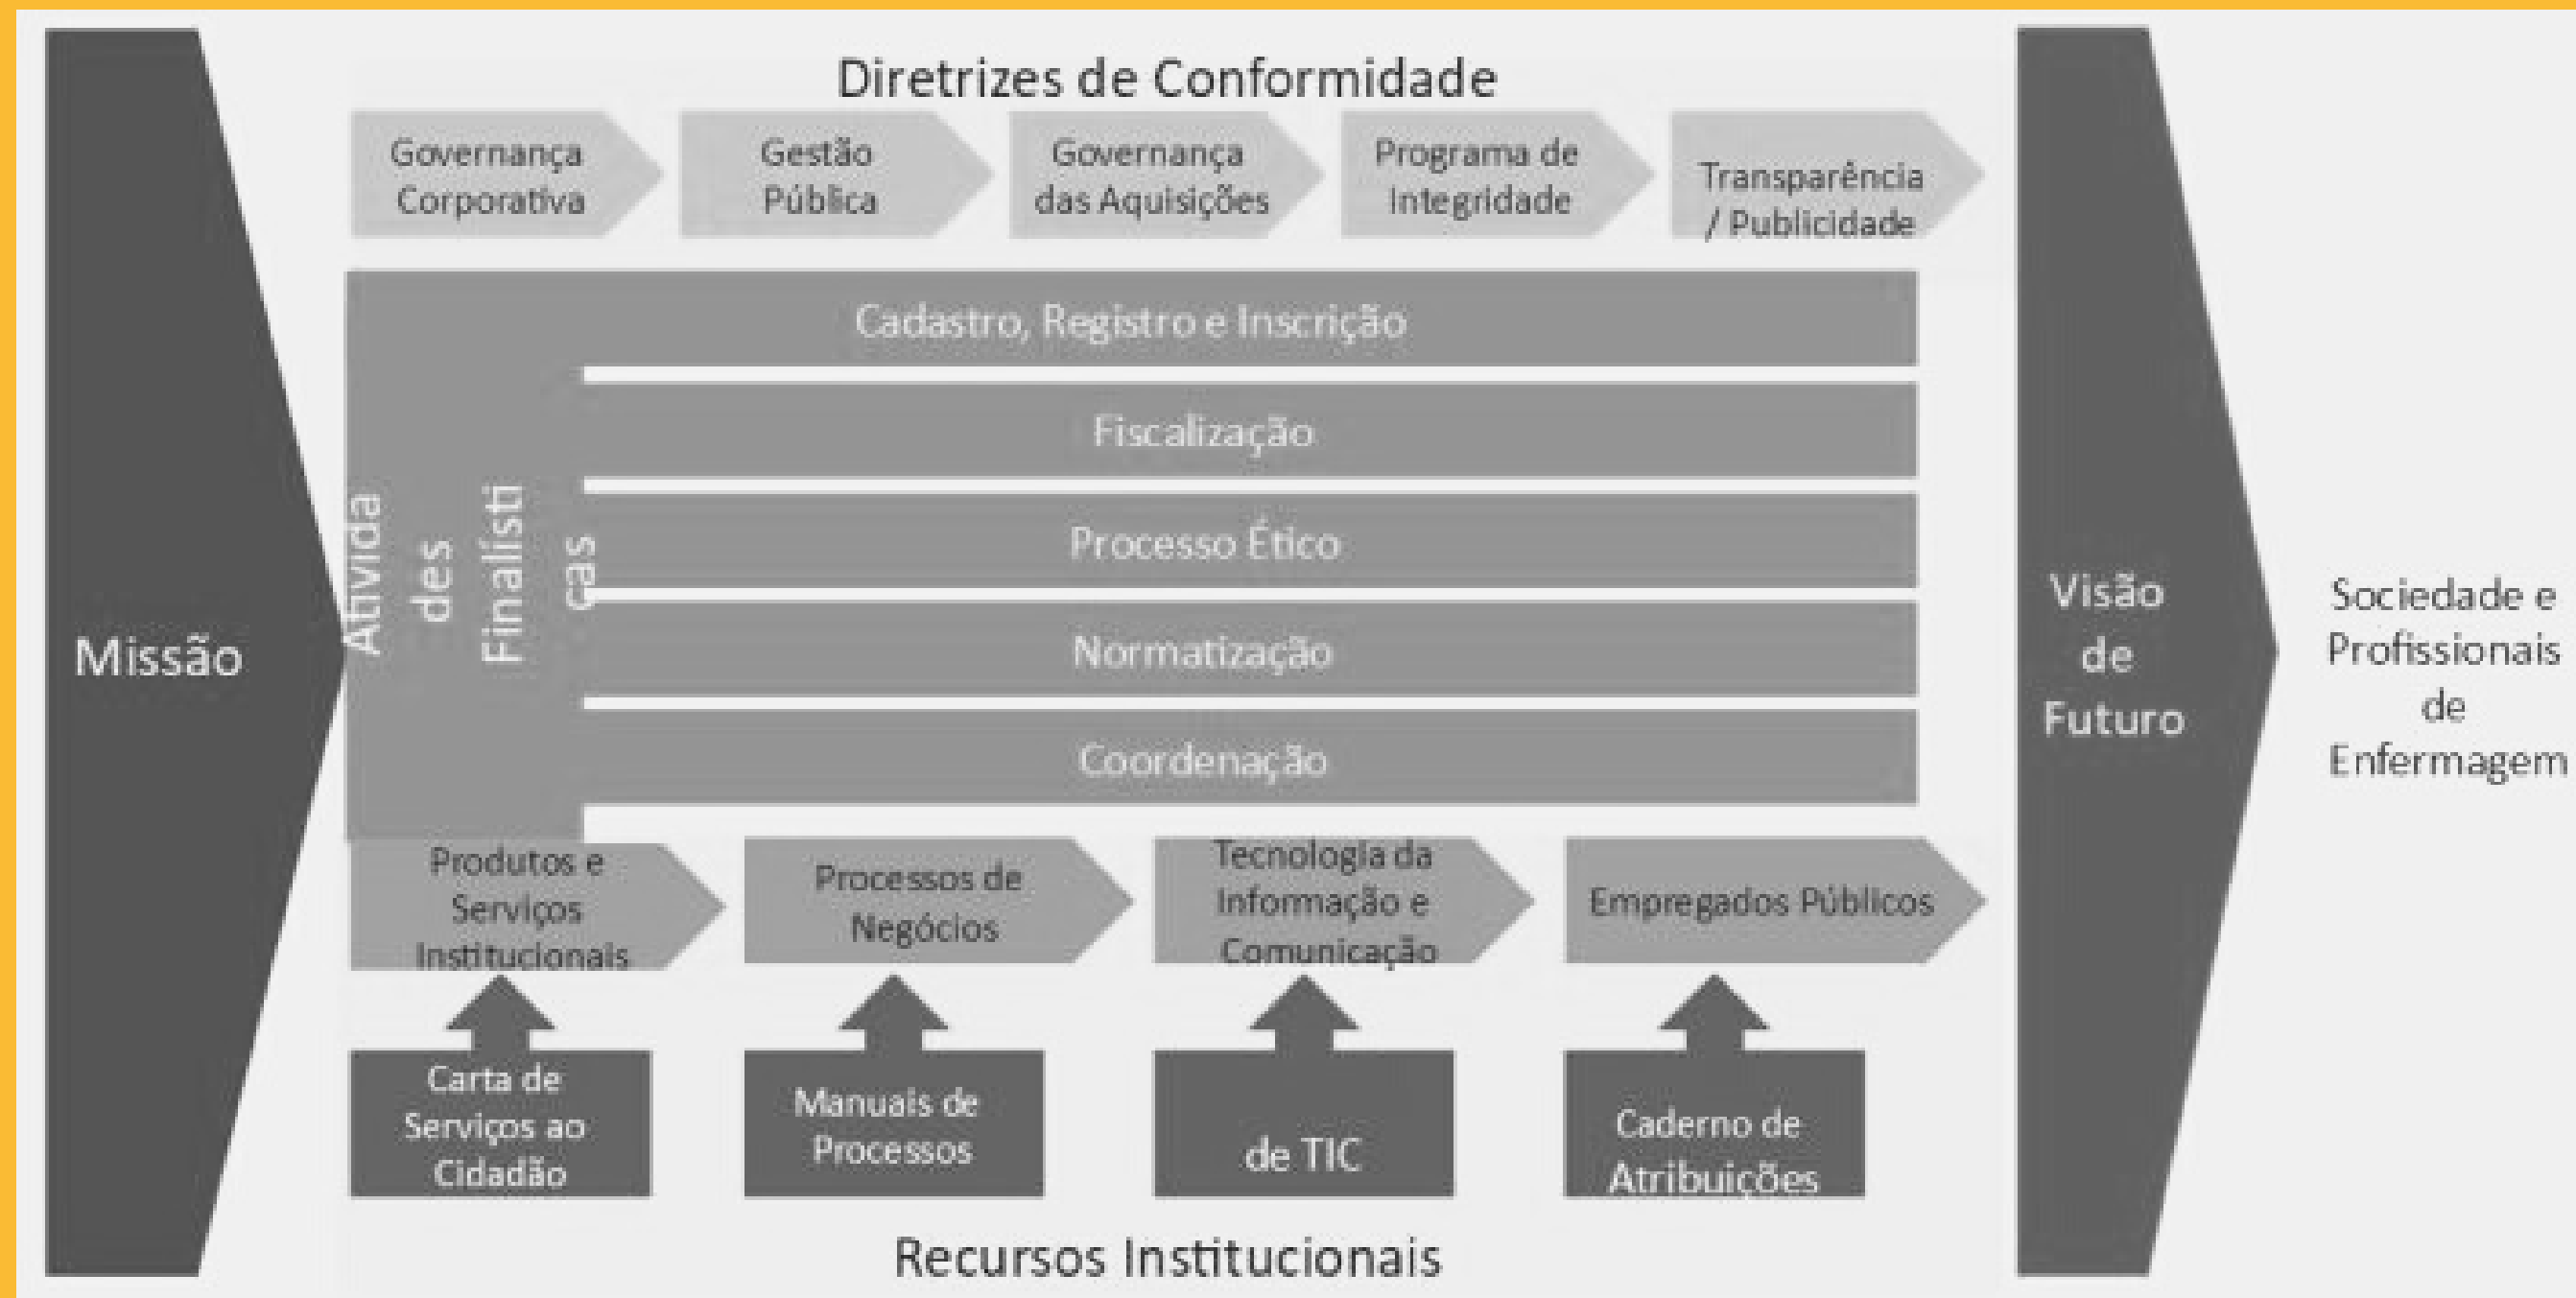 Diretrizes de Conformidade
Governança
Corporativa
Gestão
Pública
Governança
das Aquisições
Programa de
Integridade
Transparência
/ Publicidade
Missão
Ativida
des
Finalísti
cas
Cadastro, Registro e Inscrição
Fiscalização
Processo Ético
Normatização
Coordenação
Produtos e
Serviços
Institucionais
Processos de
Negócios
Tecnologia da
Informação e
Comunicação
Empregados Públicos
Carta de
Serviços ao
Cidadão
Manuais de
Processos
de TIC
Caderno de
Atribuições
Recursos Institucionais
Visão
de
Futuro
Sociedade e
Profissionais
de
Enfermagem